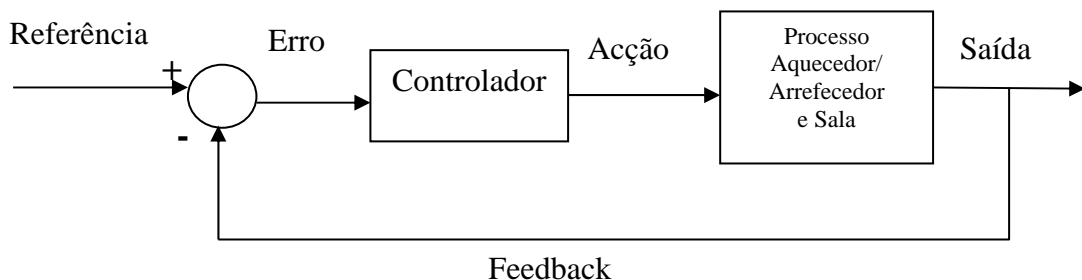 Referência
+
-
Erro
Controlador
Acção
Processo
Aquecedor/
Arrefecedor
e Sala
Saída
Feedback